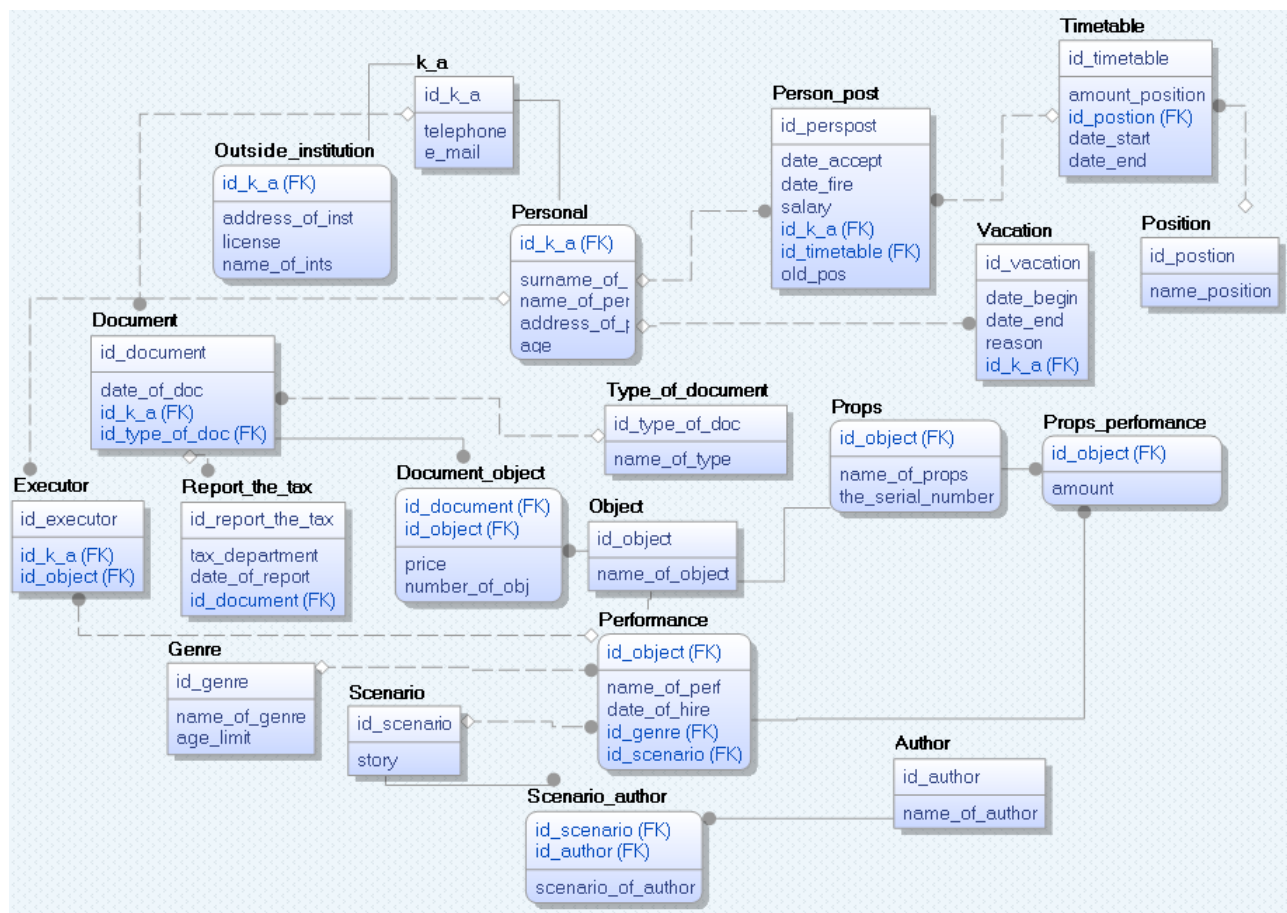 Timetable
id_timetable
amount_position
id_postion (FK)
date_start
date_end
k_a
id_k_a
telephone
e_mail
Person_post
id_perspost
date_accept
date_fire
salary
id_k_a (FK)
id_timetable (FK)
old_pos
Outside_institution
id_k_a (FK)
address_of_inst
license
name_of_ints
Personal
id_k_a (FK)
surname_of_
name_of_per
address_of_p
age
Vacation
id_vacation
date_begin
date_end
reason
id_k_a (FK)
Position
id_postion
name_position
Document
id_document
date_of_doc
id_k_a (FK)
id_type_of_doc (FK)
Type_of_document
id_type_of_doc
name_of_type
Props
id_object (FK)
name_of_props
the_serial_number
Props_perfomance
id_object (FK)
amount
Executor
id_executor
id_k_a (FK)
id_object (FK)
Report_the_tax
id_report_the_tax
tax_department
date_of_report
id_document (FK)
Document_object
id_document (FK)
id_object (FK)
price
number_of_obj
Object
id_object
name_of_object
Performance
id_object (FK)
name_of_perf
date_of_hire
id_genre (FK)
id_scenario (FK)
Genre
id_genre
name_of_genre
age_limit
Scenario
id_scenario
story
Author
id_author
name_of_author
Scenario_author
id_scenario (FK)
id_author (FK)
scenario_of_author